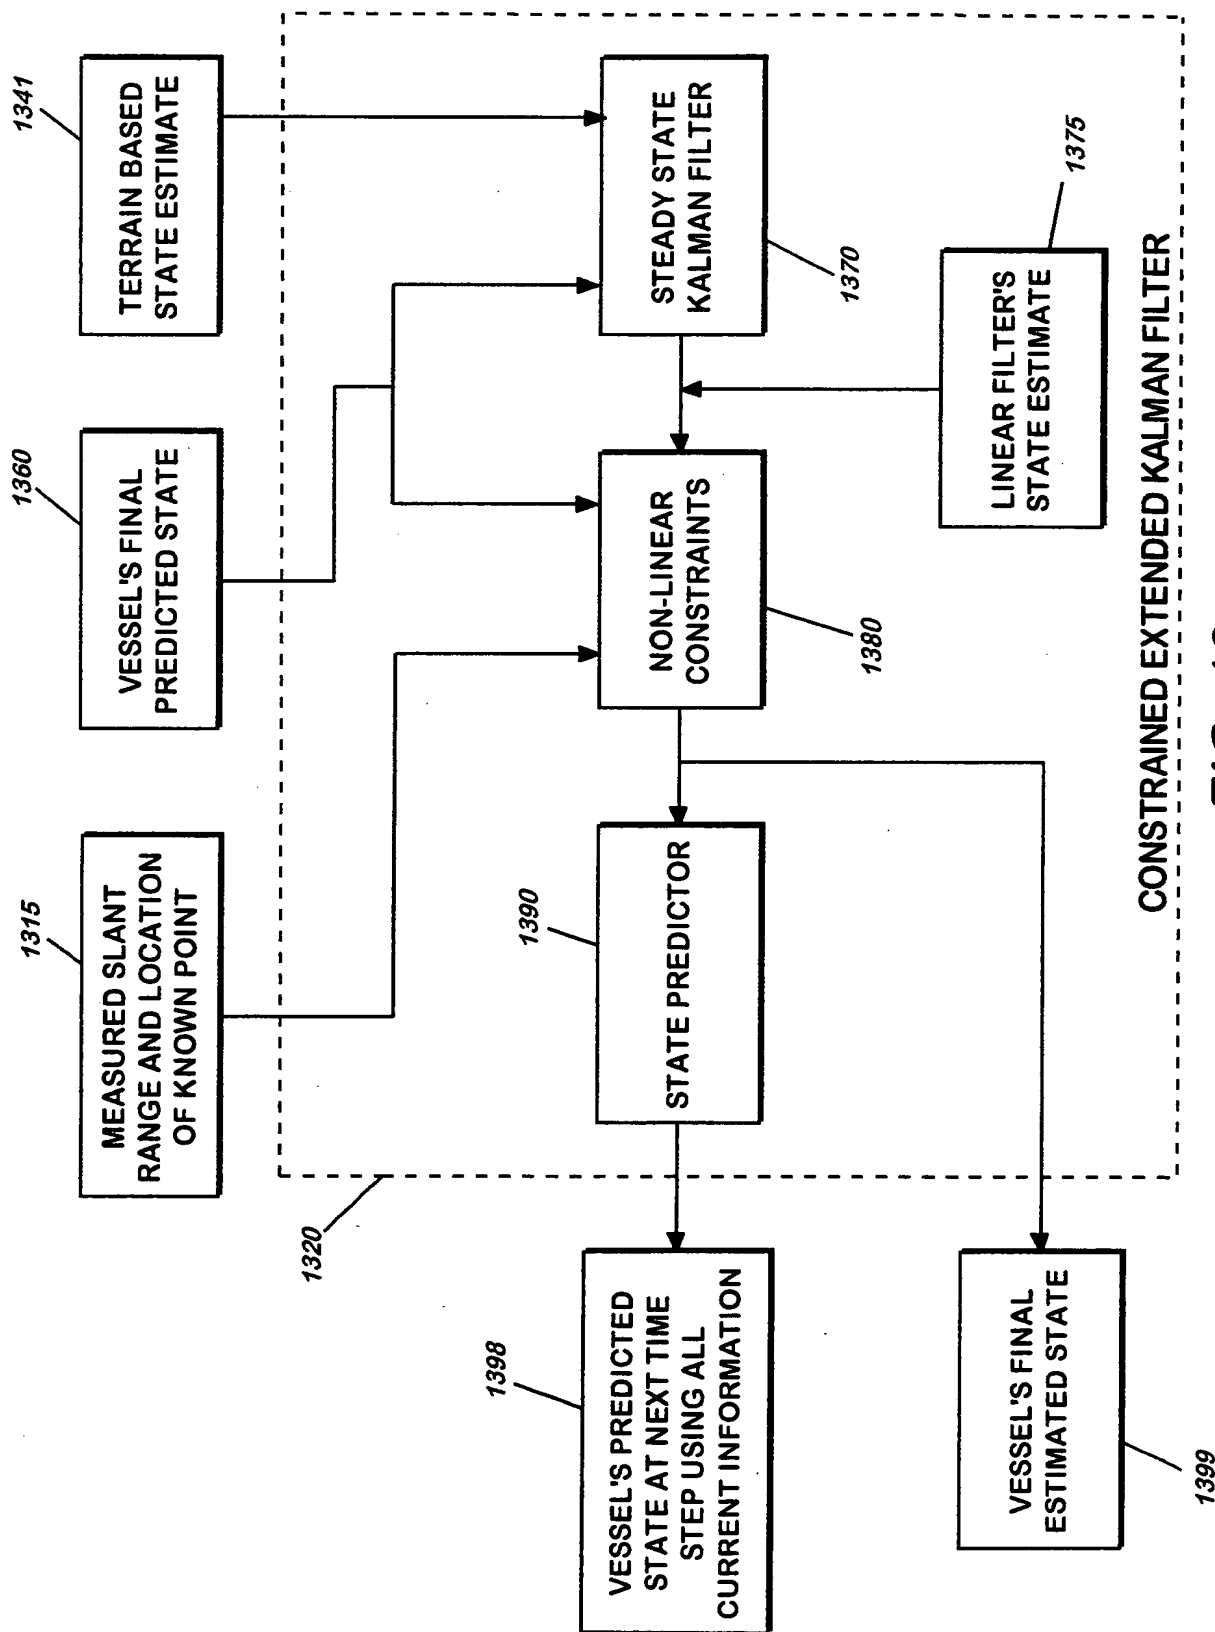 1315
MEASURED SLANT
RANGE AND LOCATION
OF KNOWN POINT
1360
VESSEL'S FINAL
PREDICTED STATE
1341
TERRAIN BASED
STATE ESTIMATE
1320
1398
VESSEL'S PREDICTED
STATE AT NEXT TIME
STEP USING ALL
CURRENT INFORMATION
1390
STATE PREDICTOR
NON-LINEAR
CONSTRAINTS
1380
STEADY STATE
KALMAN FILTER
1370
VESSEL'S FINAL
ESTIMATED STATE
1399
LINEAR FILTER'S
STATE ESTIMATE
1375
CONSTRAINED EXTENDED KALMAN FILTER